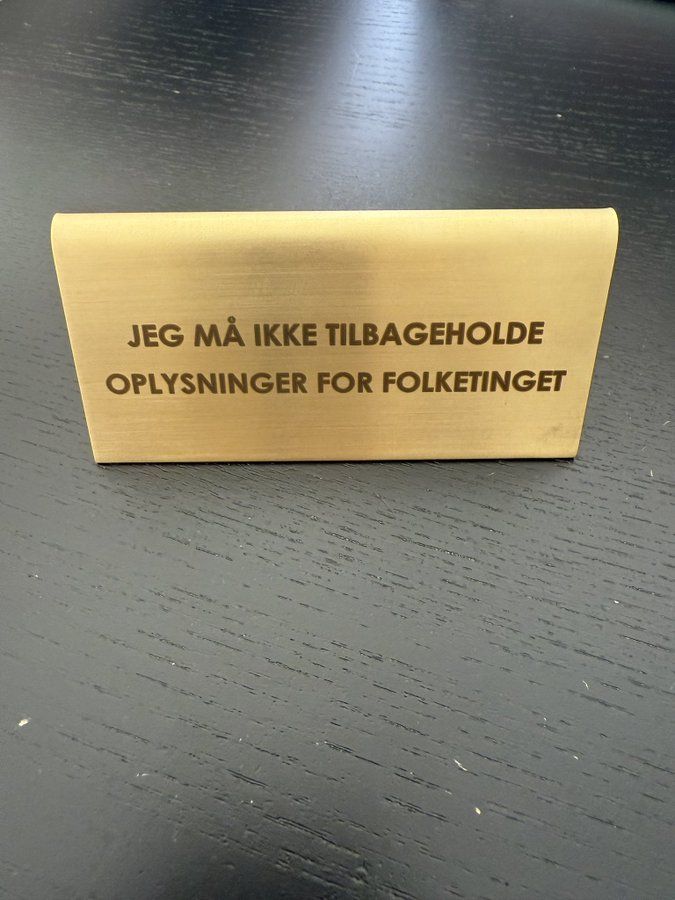 JEG MÅ IKKE TILBAGEHOLDE
OPLYSNINGER FOR FOLKETINGET